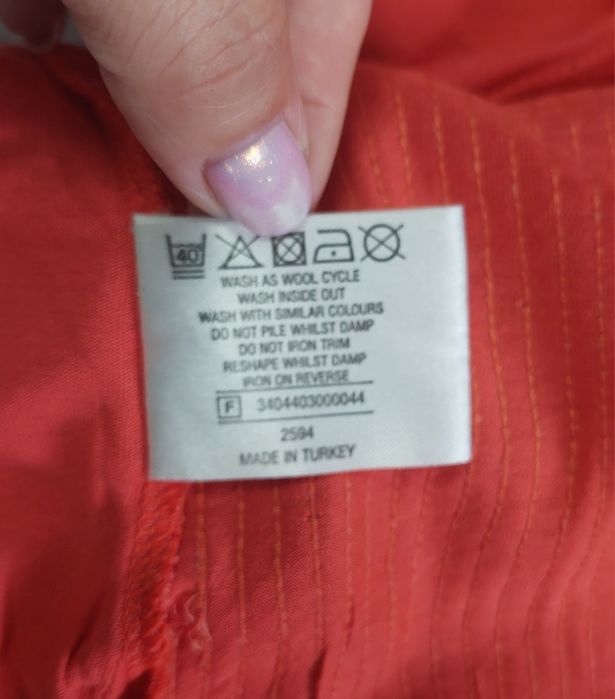 40
WASH AS WOOL CYCLE
WASH INSIDE OUT
WASH WITH SIMILAR COLOURS
DO NOT PILE WHILST DAMP
DO NOT IRON TRIM
RESHAPE WHILST DAMP
IRON ON REVERSE
F 3404403000044
2594
MADE IN TURKEY